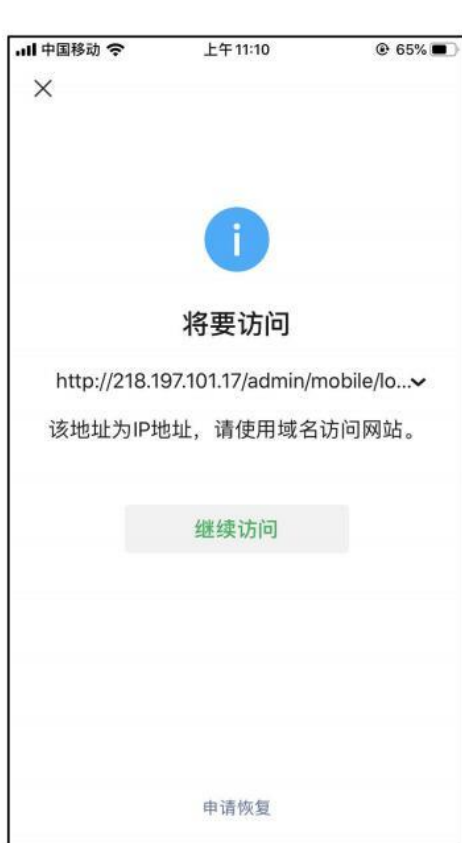 中国移动 上午11:10 65%
将要访问
http://218.197.101.17/admin/mobile/lo...
该地址为IP地址，请使用域名访问网站。
继续访问
申请恢复